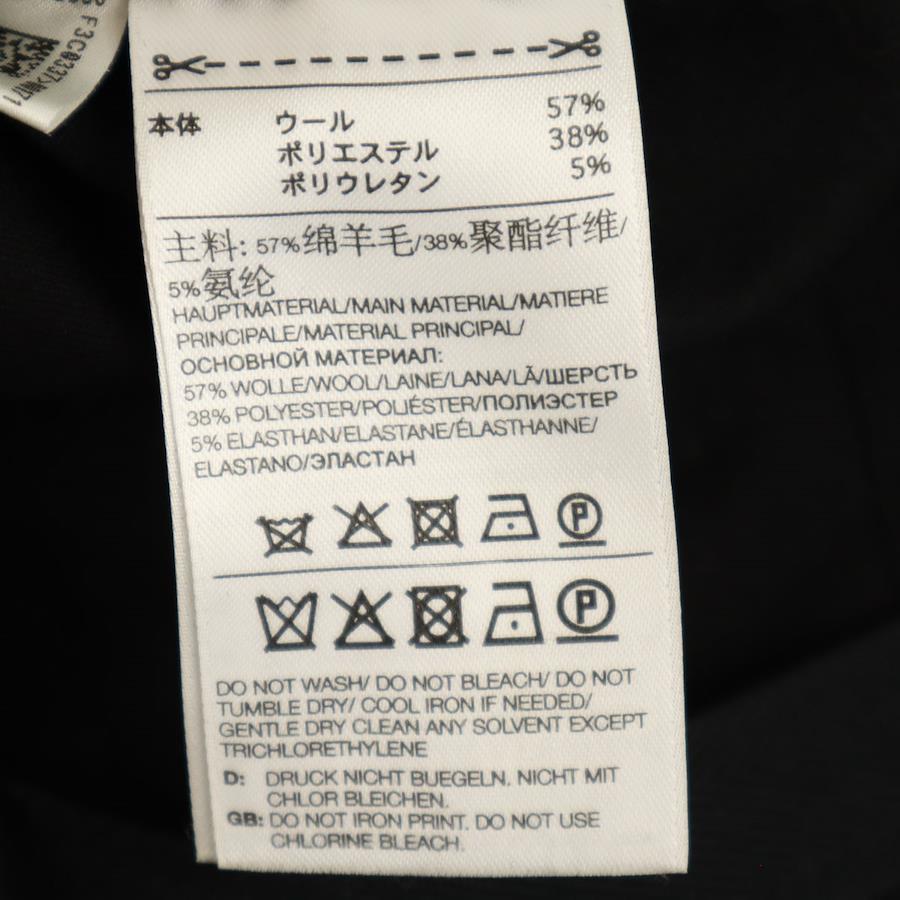 F3C0337
本体 ウール 57%
ポリエステル 38%
ポリウレタン 5%
主料: 57%绵羊毛/38%聚酯纤维/
5%氨纶
HAUPTMATERIAL/MAIN MATERIAL/MATIERE
PRINCIPALE/MATERIAL PRINCIPAL/
ОСНОВНОЙ МАТЕРИАЛ:
57% WOLLE/WOOL/LAINE/LANA/LÃ/ШЕРСТЬ
38% POLYESTER/POLIÉSTER/ПОЛИЭСТЕР
5% ELASTHAN/ELASTANE/ÉLASTHANNE/
ELASTANO/ЭЛАСТАН
P
P
DO NOT WASH/ DO NOT BLEACH/ DO NOT
TUMBLE DRY/ COOL IRON IF NEEDED/
GENTLE DRY CLEAN ANY SOLVENT EXCEPT
TRICHLORETHYLENE
D: DRUCK NICHT BUEGELN. NICHT MIT
CHLOR BLEICHEN.
GB: DO NOT IRON PRINT. DO NOT USE
CHLORINE BLEACH.